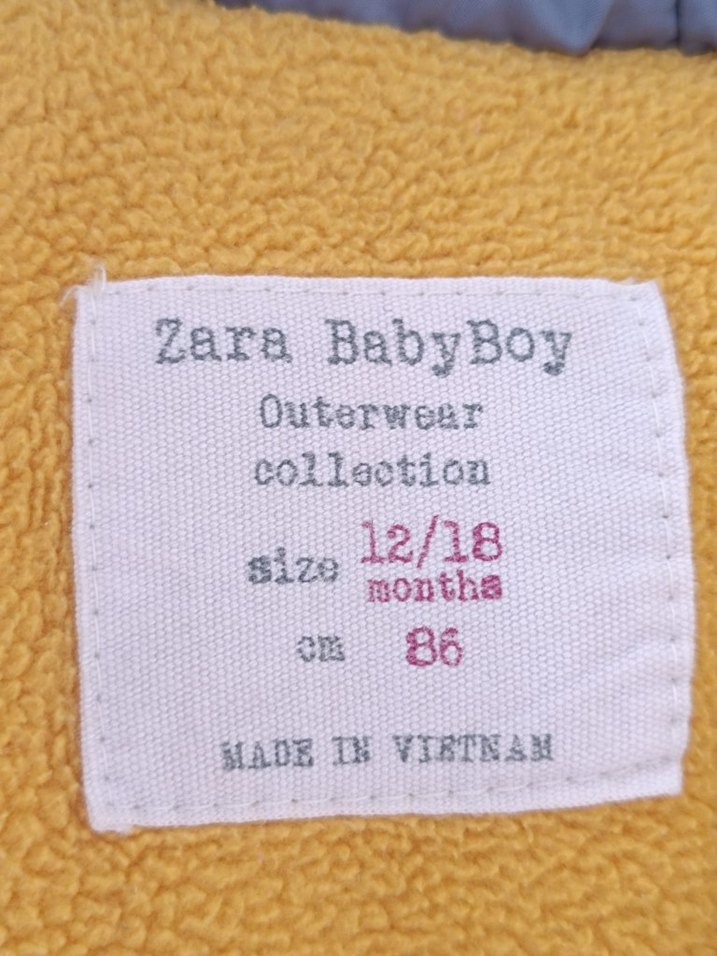 Zara BabyBoy
Outerwear
collection
size 12/18
months
cm 86
MADE IN VIETNAM